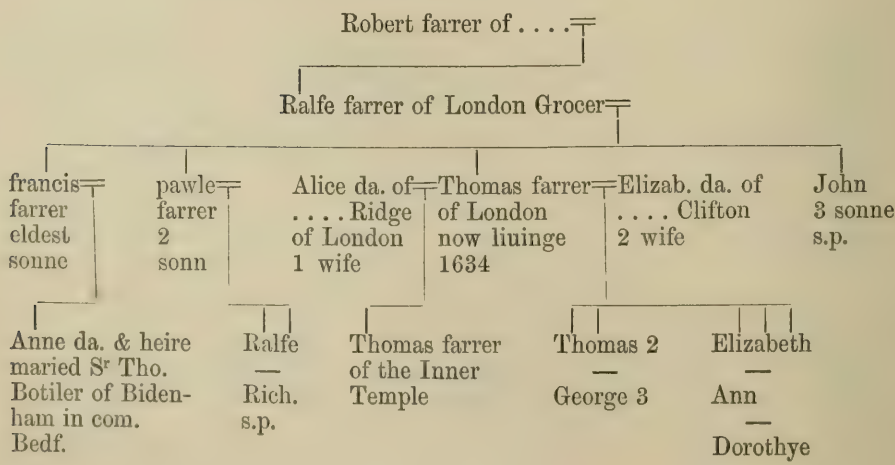 Robert farrer of . . . .
Ralfe farrer of London Grocer
francis
farrer
eldest
sonne
pawle
farrer
2
sonn
Alice da. of
. . . . Ridge
of London
1 wife
Thomas farrer
of London
now liuinge
1634
Elizab. da. of
. . . . Clifton
2 wife
John
3 sonne
s.p.
Anne da. & heire
maried Sʳ Tho.
Botiler of Biden-
ham in com.
Bedf.
Ralfe
—
Rich.
s.p.
Thomas farrer
of the Inner
Temple
Thomas 2
—
George 3
Elizabeth
—
Ann
—
Dorothye